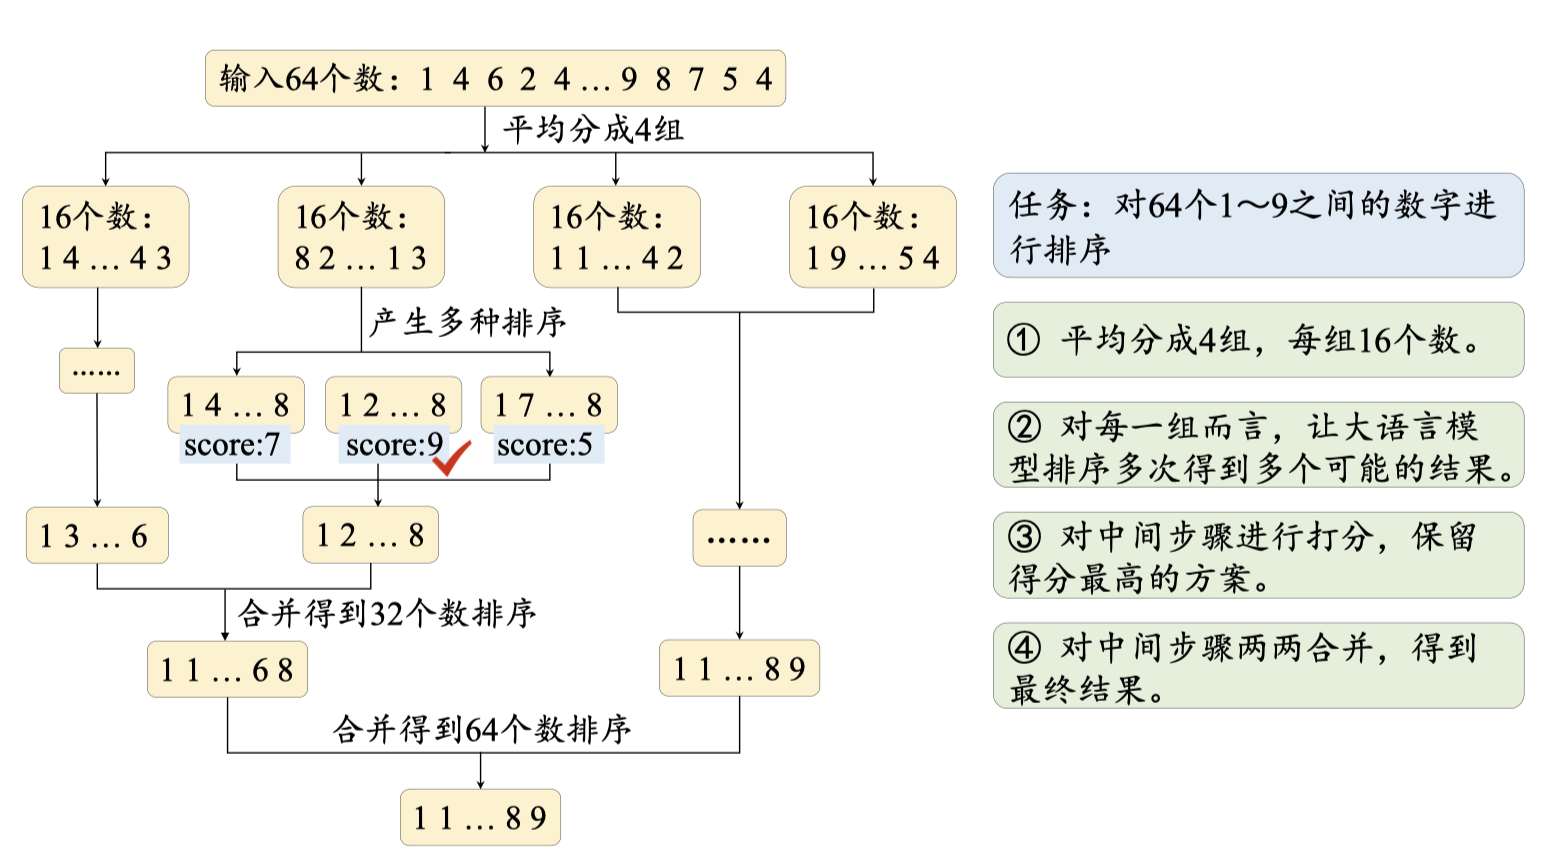 输入64个数：1 4 6 2 4 … 9 8 7 5 4
平均分成4组
16个数：
1 4 … 4 3
16个数：
8 2 … 1 3
16个数：
1 1 … 4 2
16个数：
1 9 … 5 4
产生多种排序
……
1 4 … 8
score:7
1 2 … 8
score:9
1 7 … 8
score:5
1 3 … 6
1 2 … 8
……
合并得到32个数排序
1 1 … 6 8
1 1 … 8 9
合并得到64个数排序
1 1 … 8 9
任务：对64个1～9之间的数字进
行排序
① 平均分成4组，每组16个数。
② 对每一组而言，让大语言模
型排序多次得到多个可能的结果。
③ 对中间步骤进行打分，保留
得分最高的方案。
④ 对中间步骤两两合并，得到
最终结果。